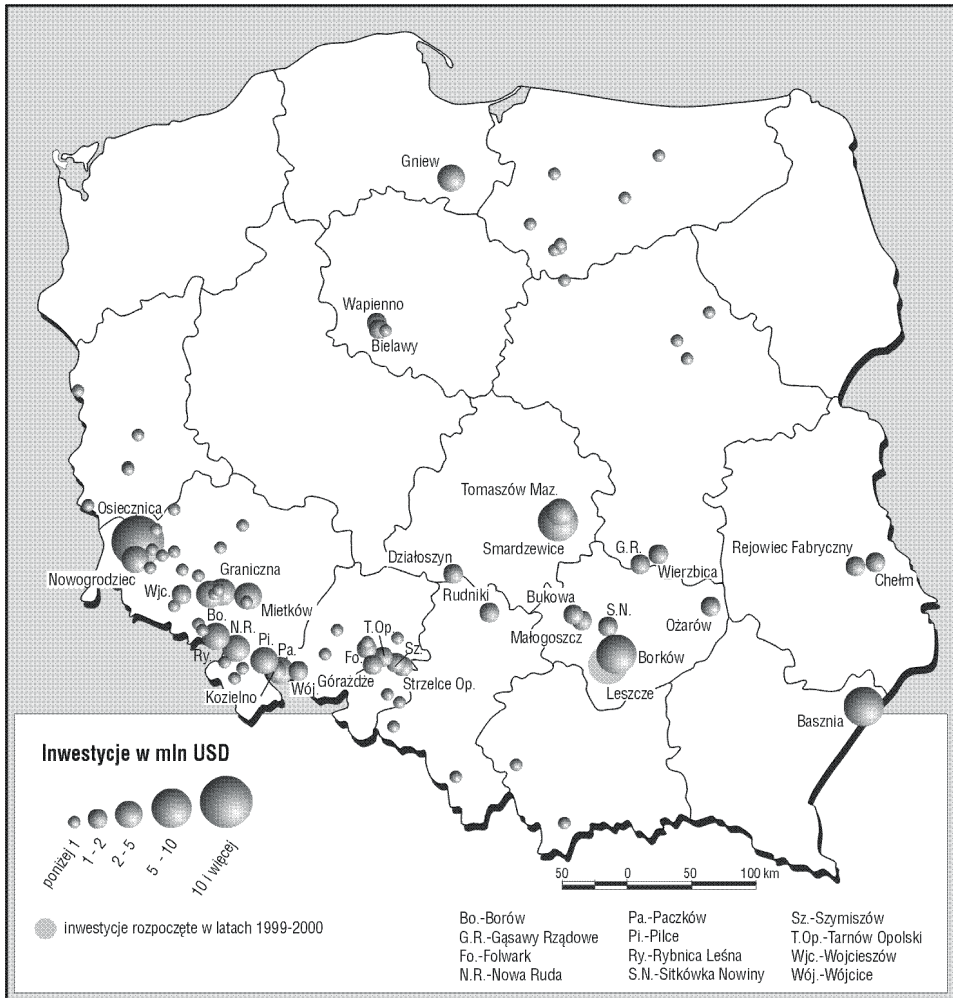 Gniew
Wapienno
Bielawy
Osiecznica
Tomaszów Maz.
Smardzewice
Działoszyn
G.R.
Wierzbica
Rejowiec Fabryczny
Chełm
Nowogrodziec
Graniczna
Wjc.
Mietków
Bo.
Rudniki
Bukowa
S.N.
Małogoszcz
Ożarów
N.R.
Pi.
T.Op.
Ry.
Pa.
Fo.
Sz.
Borków
Kozielno
Wój.
Górażdże
Strzelce Op.
Leszcze
Basznia
Inwestycje w mln USD
poniżej 1
1 - 2
2 - 5
5 - 10
10 i więcej
50 0 50 100 km
inwestycje rozpoczęte w latach 1999-2000
Bo.-Borów
G.R.-Gąsawy Rządowe
Fo.-Folwark
N.R.-Nowa Ruda
Pa.-Paczków
Pi.-Pilce
Ry.-Rybnica Leśna
S.N.-Sitkówka Nowiny
Sz.-Szymiszów
T.Op.-Tarnów Opolski
Wjc.-Wojcieszów
Wój.-Wójcice